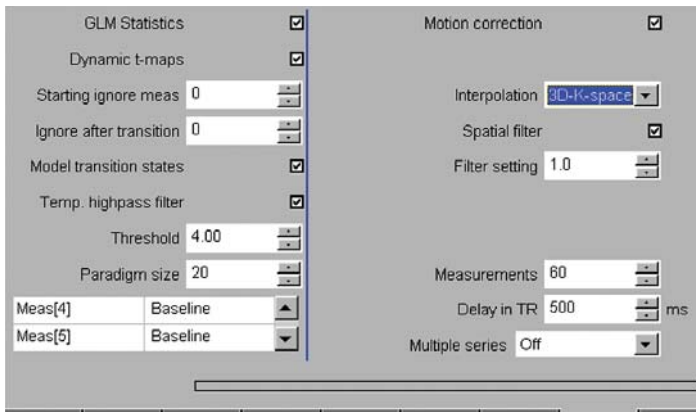 GLM Statistics
Dynamic t-maps
Starting ignore meas 0
Ignore after transition 0
Model transition states
Temp. highpass filter
Threshold 4.00
Paradigm size 20
Meas[4] Baseline
Meas[5] Baseline
Motion correction
Interpolation 3D-K-space
Spatial filter
Filter setting 1.0
Measurements 60
Delay in TR 500 ms
Multiple series Off